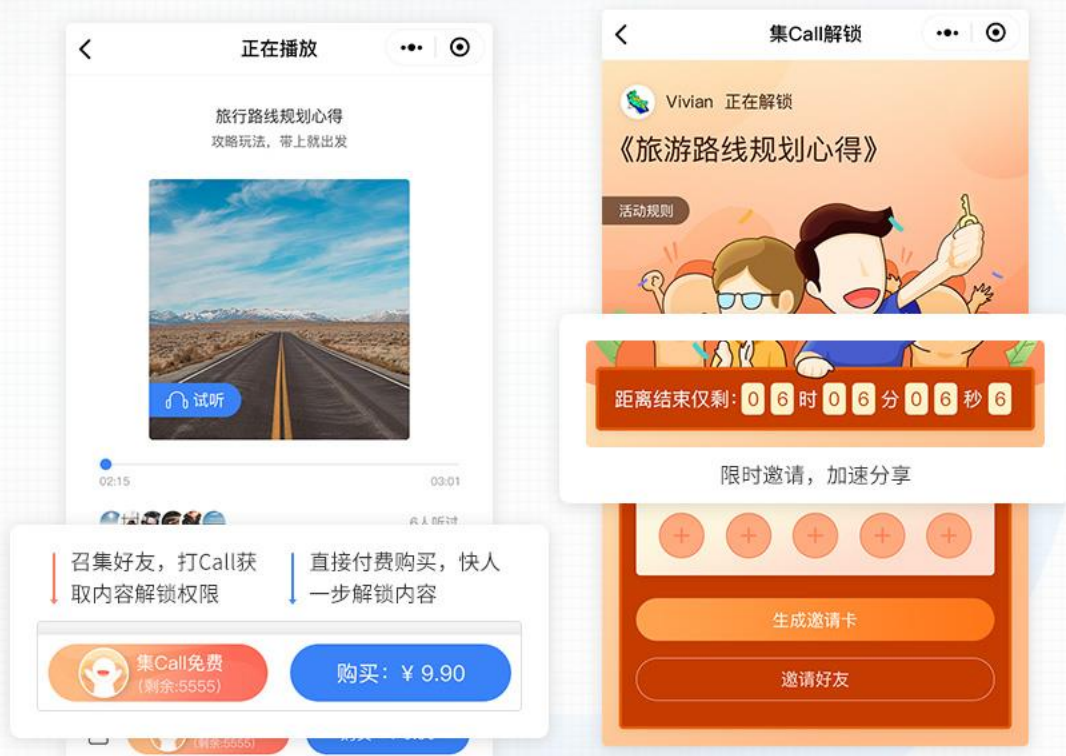 正在播放
旅行路线规划心得
攻略玩法，带上就出发
试听
02:15
03:01
6人听过
召集好友，打Call获
取内容解锁权限
直接付费购买，快人
一步解锁内容
集Call免费
(剩余:5555)
购买：¥ 9.90
(剩余:5555)
集Call解锁
Vivian 正在解锁
《旅游路线规划心得》
活动规则
距离结束仅剩：06时06分06秒6
限时邀请，加速分享
生成邀请卡
邀请好友